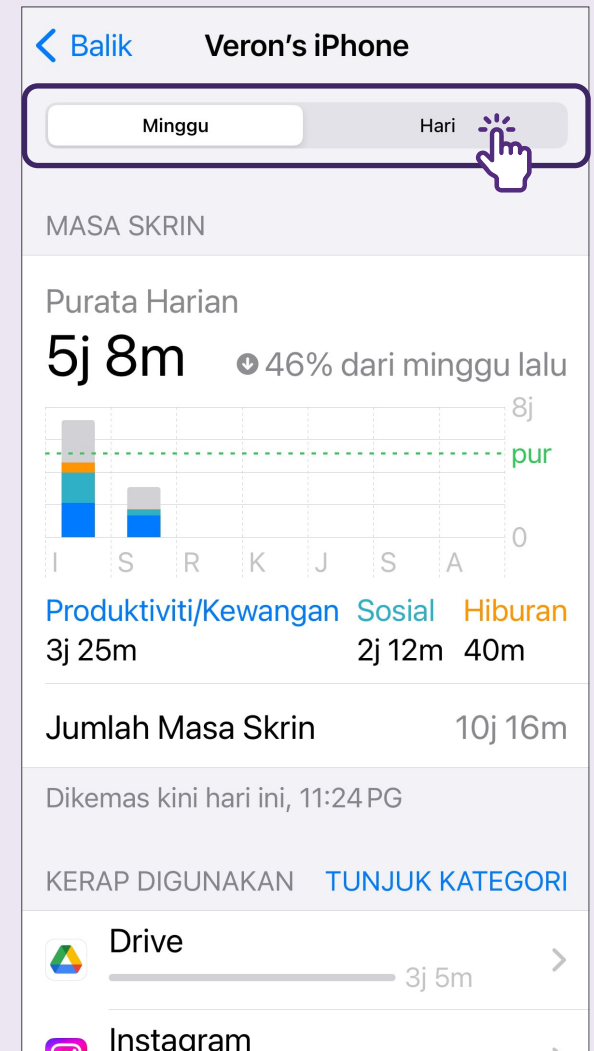 Balik Veron's iPhone
Minggu Hari
MASA SKRIN
Purata Harian
5j 8m 46% dari minggu lalu
8j
pur
0
I S R K J S A
Produktiviti/Kewangan Sosial Hiburan
3j 25m 2j 12m 40m
Jumlah Masa Skrin 10j 16m
Dikemas kini hari ini, 11:24 PG
KERAP DIGUNAKAN TUNJUK KATEGORI
Drive
3j 5m
Instagram